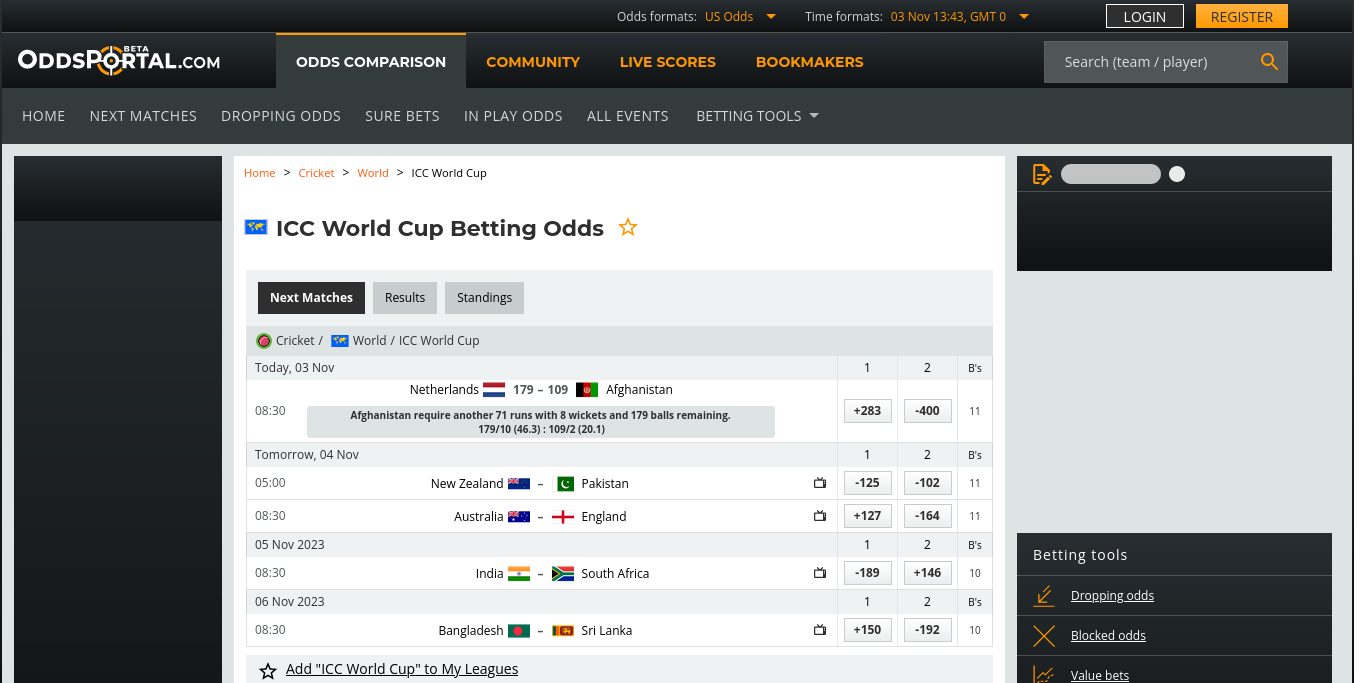 Odds formats: US Odds Time formats: 03 Nov 13:43, GMT 0 LOGIN REGISTER
ODDSPORTAL.COM BETA ODDS COMPARISON COMMUNITY LIVE SCORES BOOKMAKERS Search (team / player)
HOME NEXT MATCHES DROPPING ODDS SURE BETS IN PLAY ODDS ALL EVENTS BETTING TOOLS
Home > Cricket > World > ICC World Cup
ICC World Cup Betting Odds
Next Matches Results Standings
Cricket / World / ICC World Cup
Today, 03 Nov 1 2 B's
Netherlands 179 – 109 Afghanistan
08:30 +283 -400 11
Afghanistan require another 71 runs with 8 wickets and 179 balls remaining.
179/10 (46.3) : 109/2 (20.1)
Tomorrow, 04 Nov 1 2 B's
05:00 New Zealand – Pakistan -125 -102 11
08:30 Australia – England +127 -164 11
05 Nov 2023 1 2 B's
08:30 India – South Africa -189 +146 10
06 Nov 2023 1 2 B's
08:30 Bangladesh – Sri Lanka +150 -192 10
Add "ICC World Cup" to My Leagues
Betting tools
Dropping odds
Blocked odds
Value bets